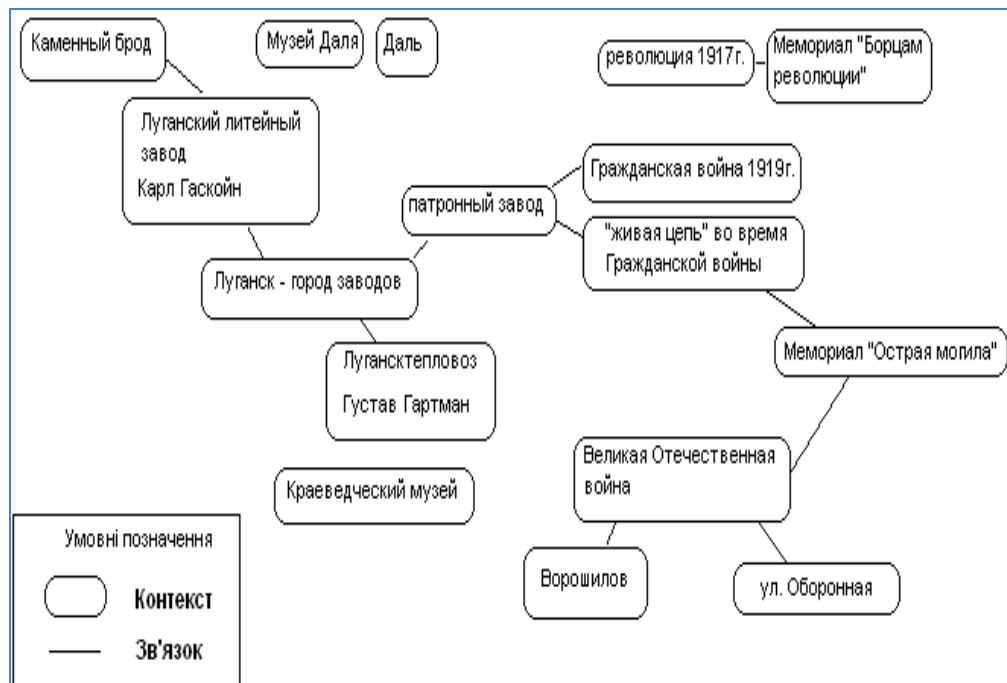 Каменный брод
Музей Даля
Даль
революция 1917г.
Мемориал "Борцам
революции"
Луганский литейный
завод
Карл Гаскойн
Гражданская война 1919г.
патронный завод
"живая цепь" во время
Гражданской войны
Луганск - город заводов
Мемориал "Острая могила"
Лугансктепловоз
Густав Гартман
Великая Отечественная
война
Краеведческий музей
Ворошилов
ул. Оборонная
Умовні позначення
Контекст
Зв'язок